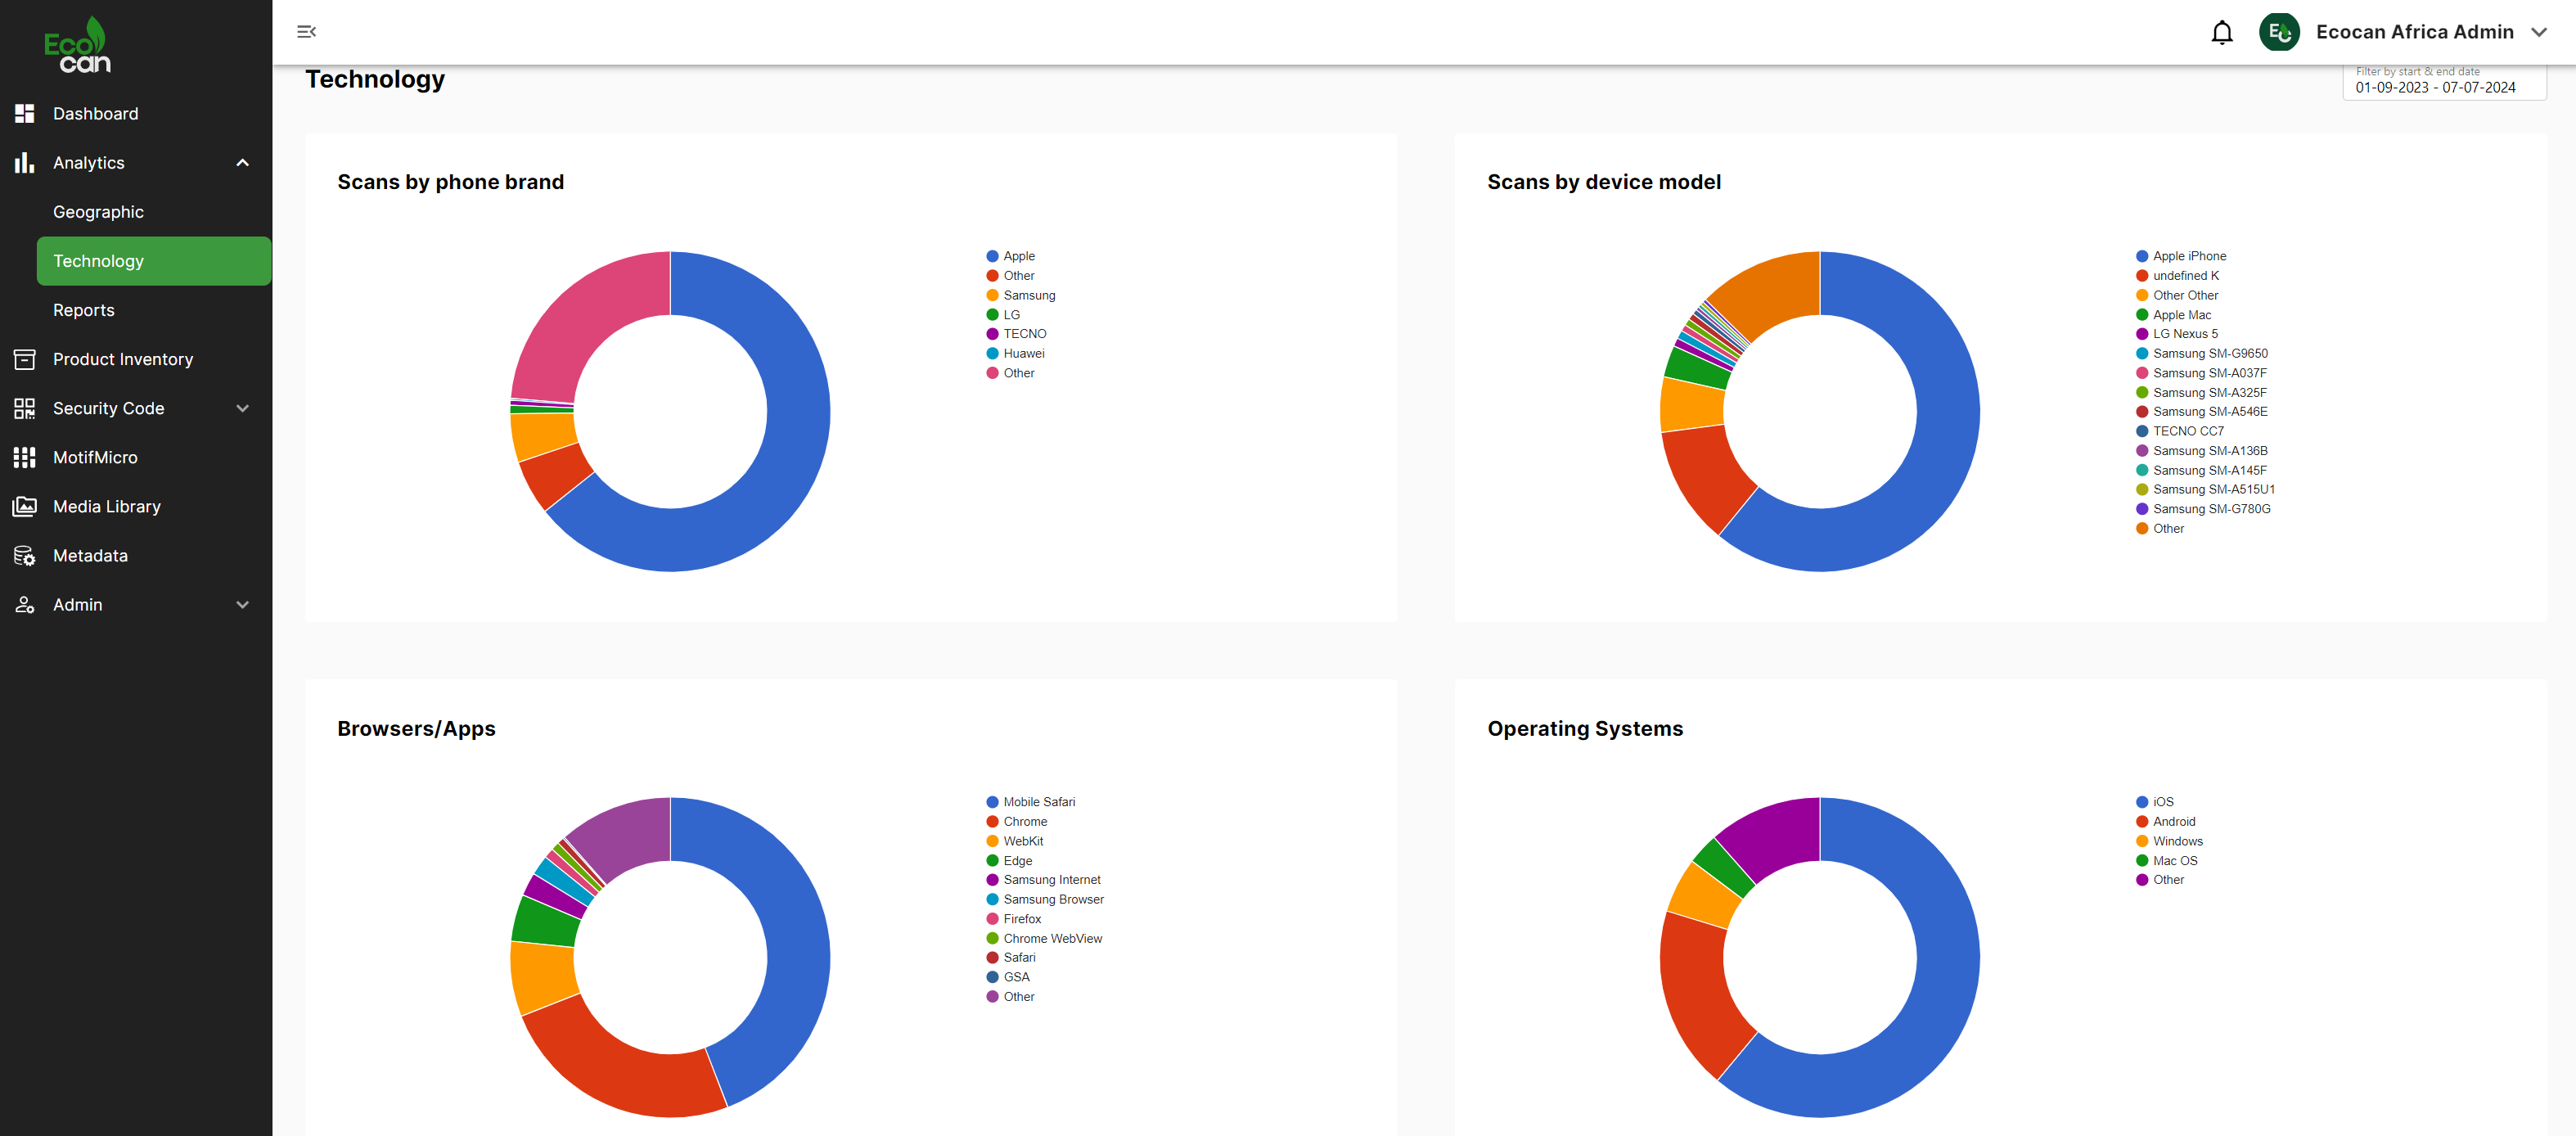 Eco
can
Dashboard
Analytics
Geographic
Technology
Reports
Product Inventory
Security Code
MotifMicro
Media Library
Metadata
Admin
EC
Ecocan Africa Admin
Technology
Filter by start & end date
01-09-2023 - 07-07-2024
Scans by phone brand
Apple
Other
Samsung
LG
TECNO
Huawei
Other
Scans by device model
Apple iPhone
undefined K
Other Other
Apple Mac
LG Nexus 5
Samsung SM-G9650
Samsung SM-A037F
Samsung SM-A325F
Samsung SM-A546E
TECNO CC7
Samsung SM-A136B
Samsung SM-A145F
Samsung SM-A515U1
Samsung SM-G780G
Other
Browsers/Apps
Mobile Safari
Chrome
WebKit
Edge
Samsung Internet
Samsung Browser
Firefox
Chrome WebView
Safari
GSA
Other
Operating Systems
iOS
Android
Windows
Mac OS
Other